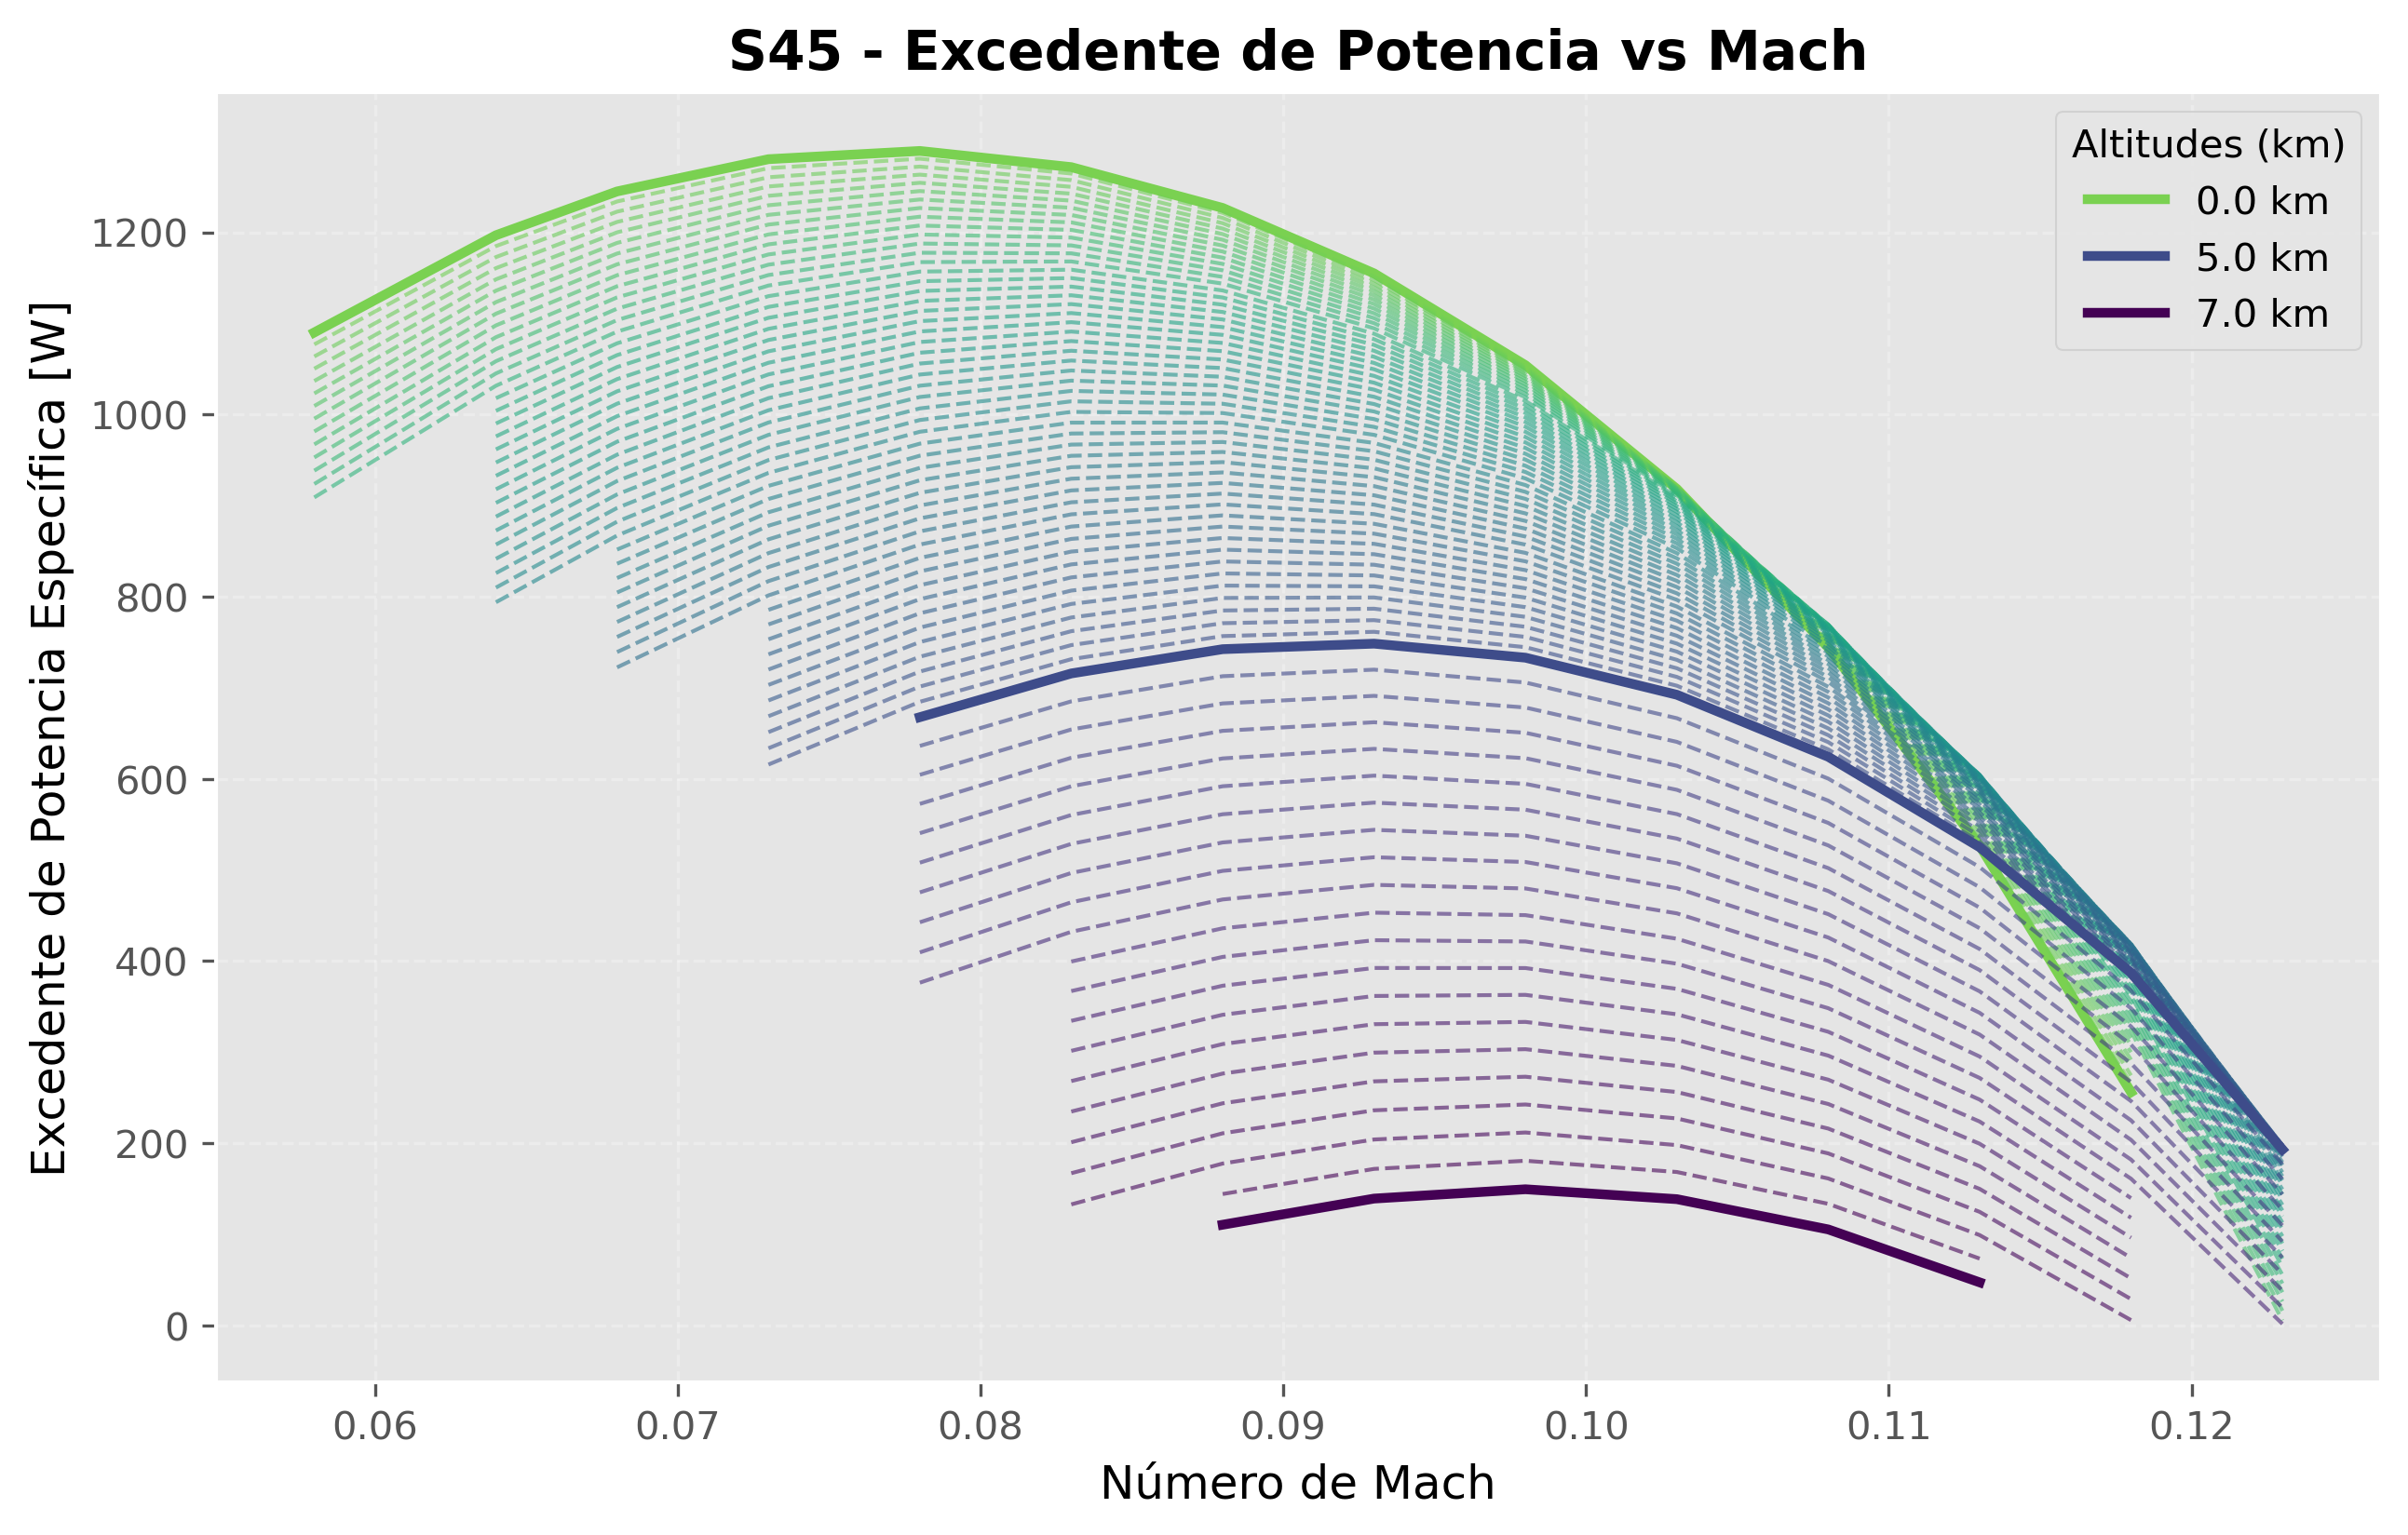 S45 - Excedente de Potencia vs Mach
Altitudes (km)
0.0 km
5.0 km
7.0 km
Excedente de Potencia Específica [W]
1200
1000
800
600
400
200
0
0.06 0.07 0.08 0.09 0.10 0.11 0.12
Número de Mach